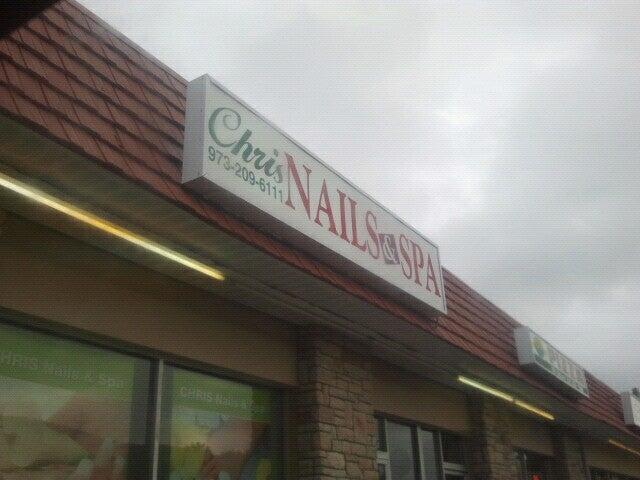 Chris
973-209-6111
NAILS & SPA
CHRIS Nails & Spa
CHRIS Nails & Spa